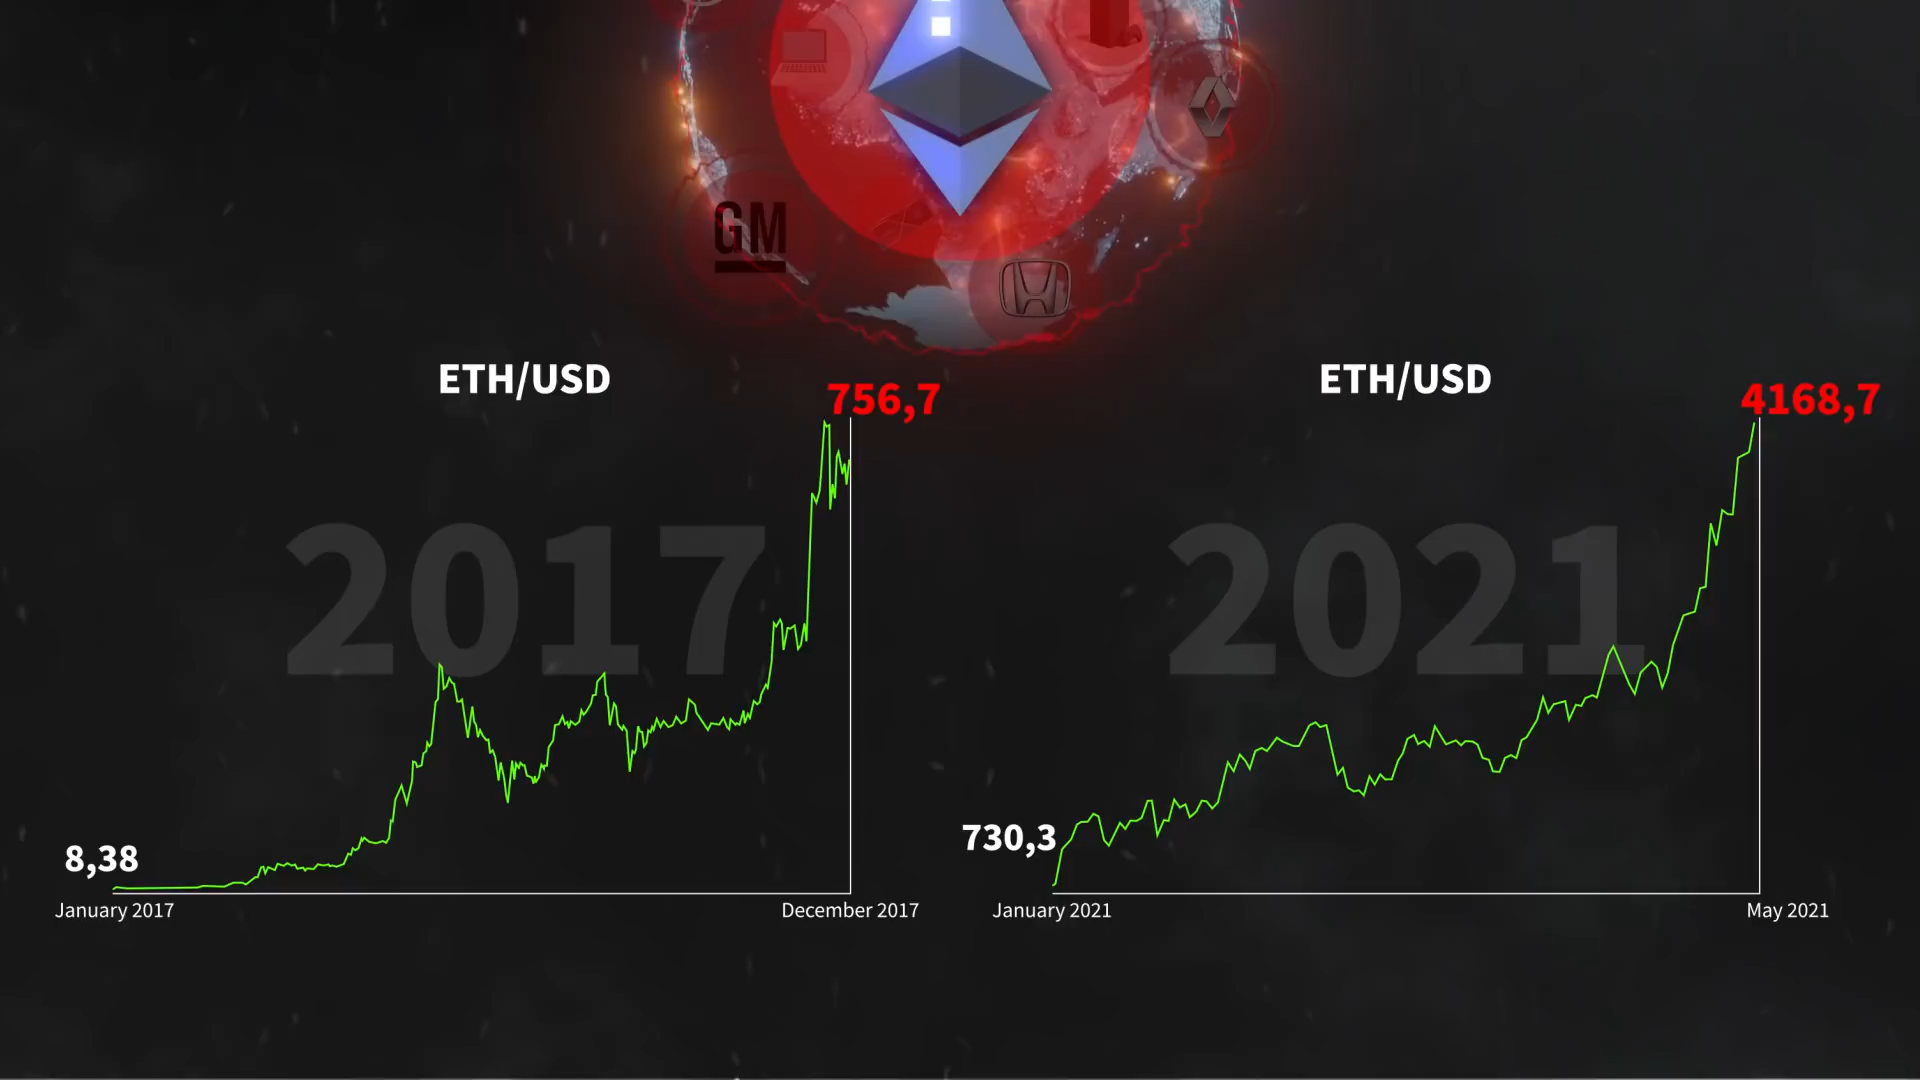 GM
ETH/USD
756,7
2017
8,38
January 2017
December 2017
ETH/USD
4168,7
2021
730,3
January 2021
May 2021